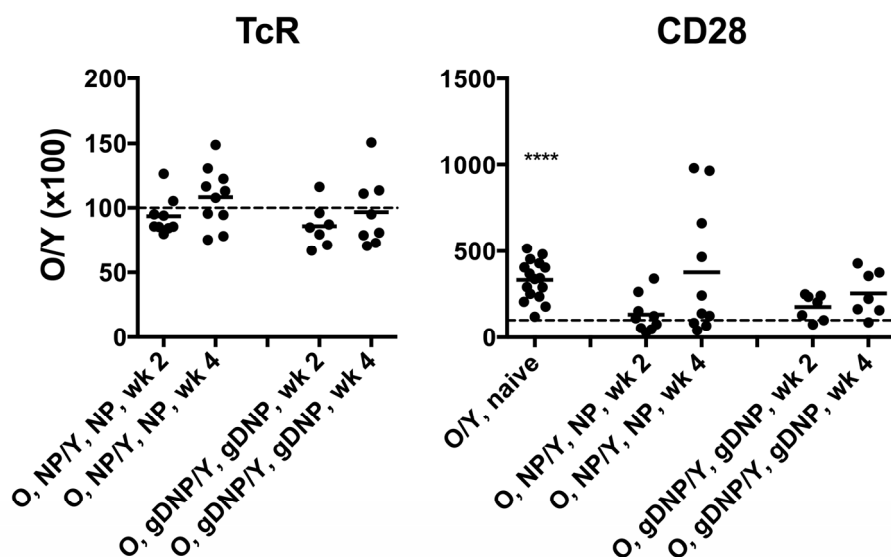 TcR
O/Y (x100)
200
150
100
50
0
O, NP/Y, NP, wk 2
O, NP/Y, NP, wk 4
O, gDNP/Y, gDNP, wk 2
O, gDNP/Y, gDNP, wk 4
CD28
1500
1000
500
0
****
O/Y, naive
O, NP/Y, NP, wk 2
O, NP/Y, NP, wk 4
O, gDNP/Y, gDNP, wk 2
O, gDNP/Y, gDNP, wk 4